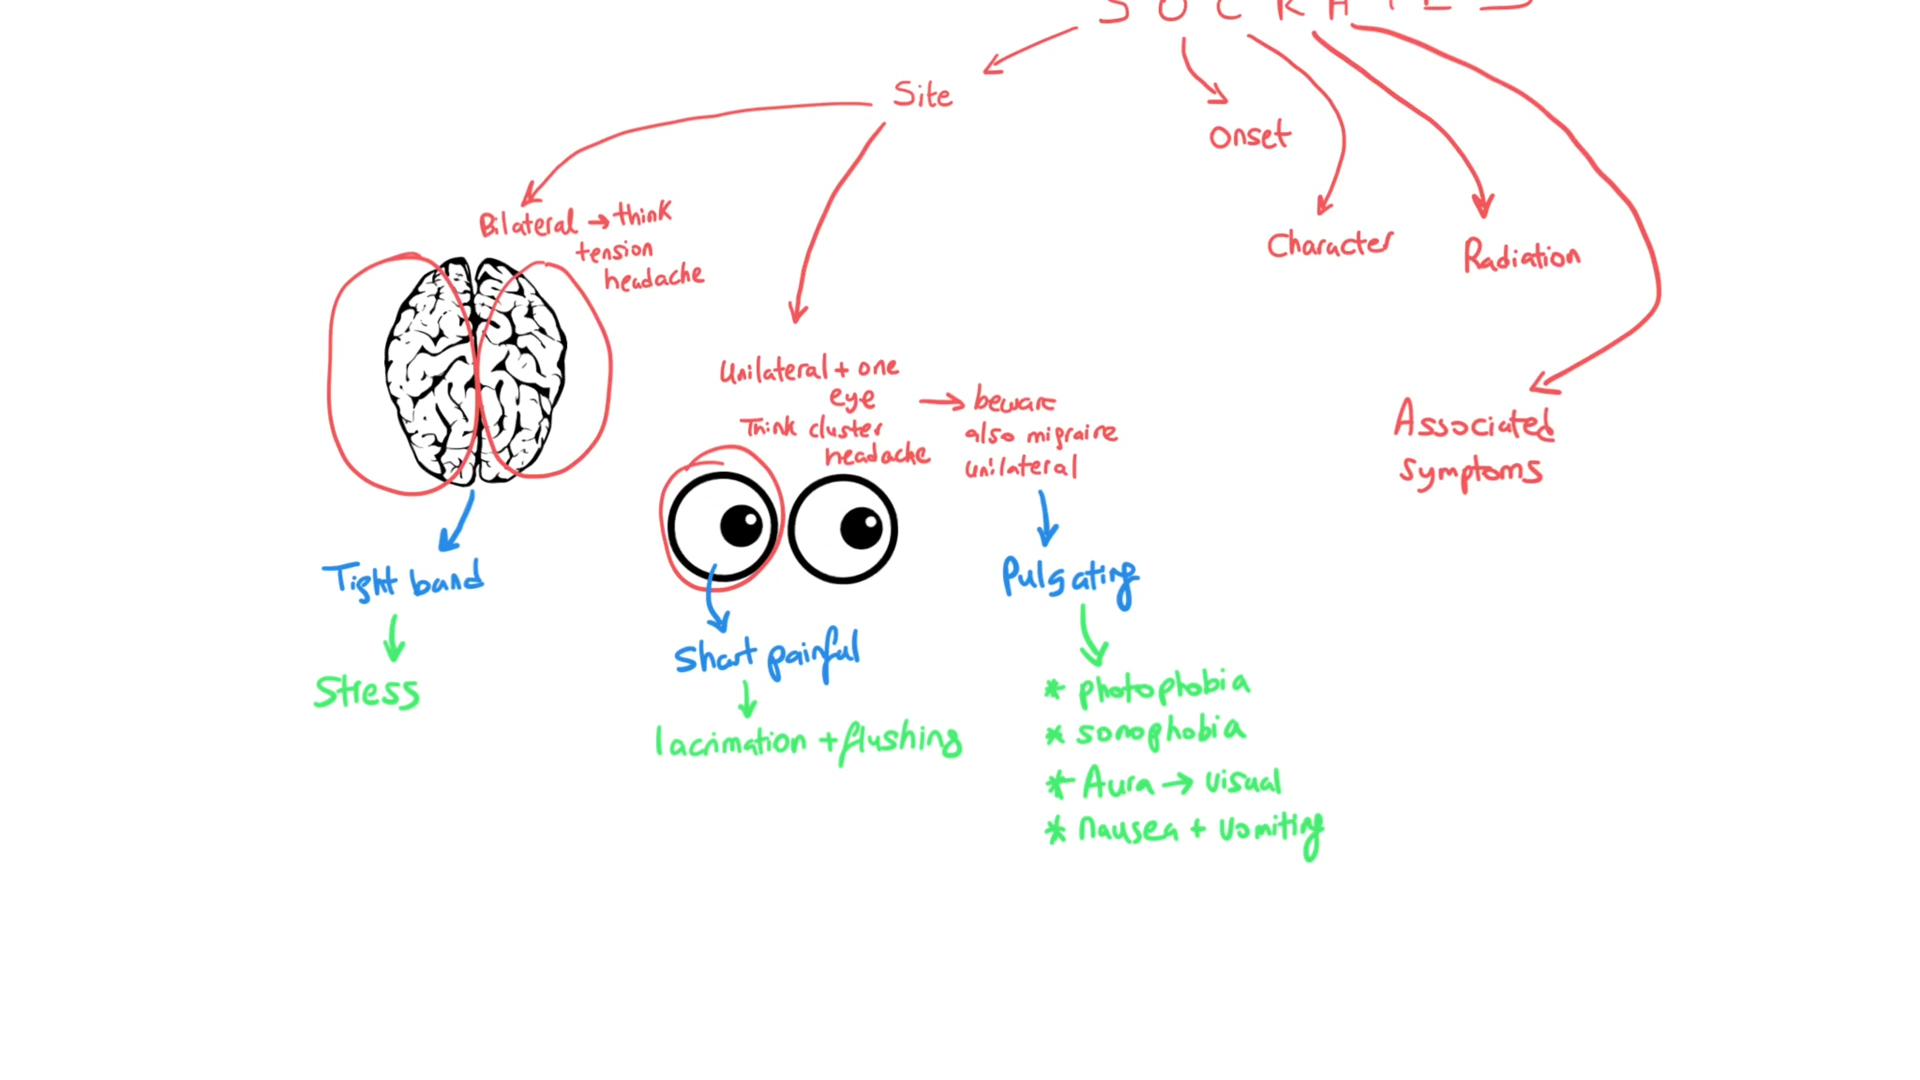 S O C R A T E S
Site
Onset
Character
Radiation
Associated
symptoms
Bilateral → think
tension
headache
Unilateral + one
eye
Think cluster
headache
→ beware
also migraire
unilateral
Tight band
Stress
Short painful
lacrimation + flushing
Pulsating
* photophobia
* sonophobia
* Aura → visual
* nausea + vomiting